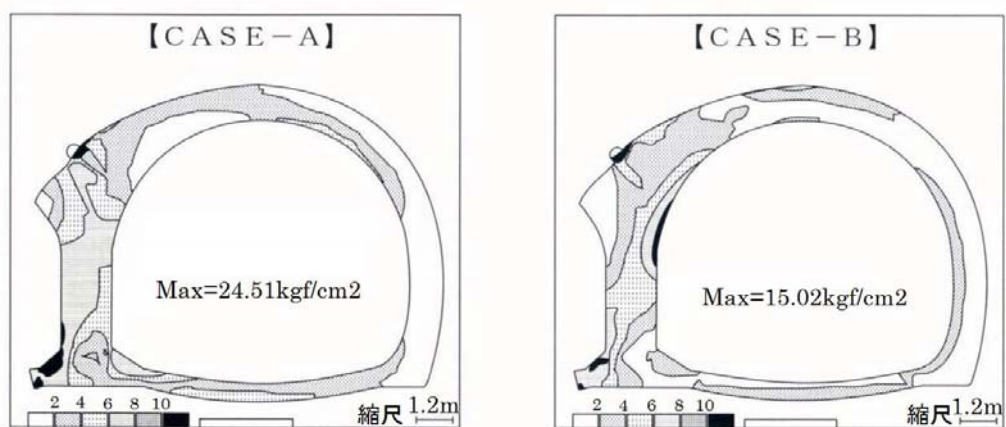 【CASE-A】
Max=24.51kgf/cm2
2 4 6 8 10
縮尺 1.2m
【CASE-B】
Max=15.02kgf/cm2
2 4 6 8 10
縮尺 1.2m